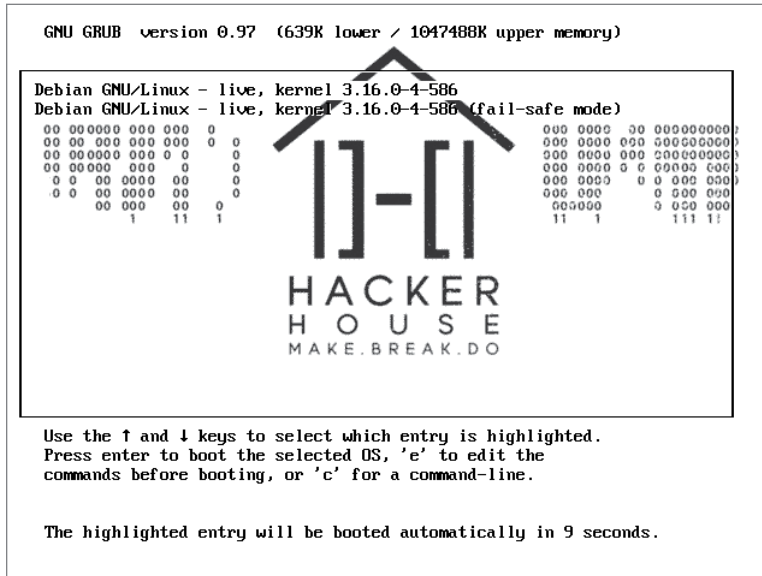 GNU GRUB  version 0.97  (639K lower / 1047488K upper memory)
Debian GNU/Linux - live, kernel 3.16.0-4-586
Debian GNU/Linux - live, kernel 3.16.0-4-586 (fail-safe mode)
|]-[|
HACKER
HOUSE
MAKE.BREAK.DO
Use the ↑ and ↓ keys to select which entry is highlighted.
Press enter to boot the selected OS, 'e' to edit the
commands before booting, or 'c' for a command-line.
The highlighted entry will be booted automatically in 9 seconds.